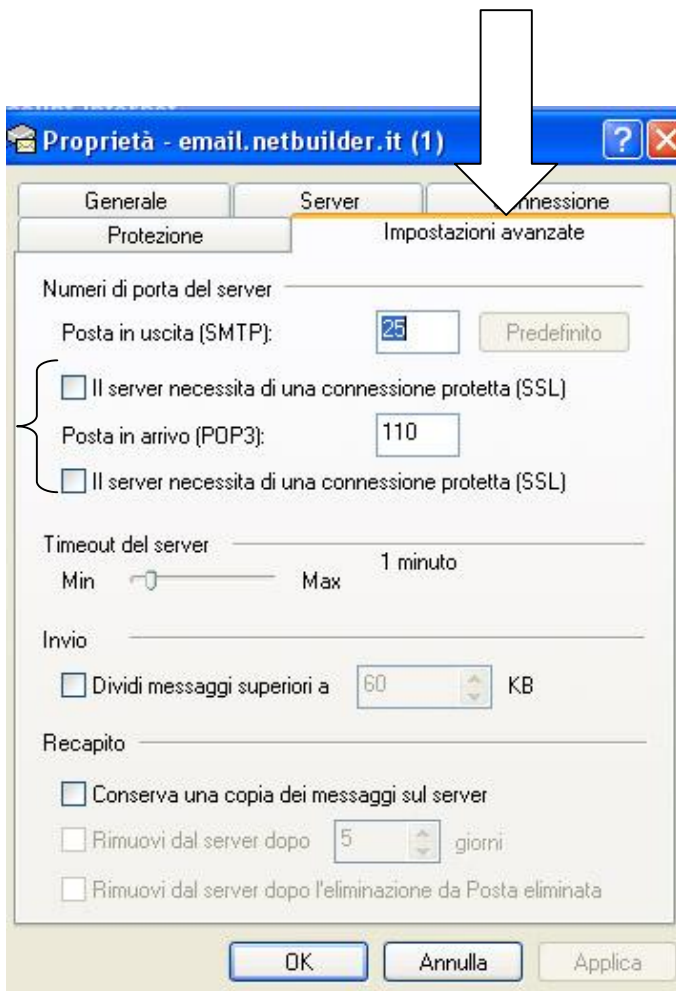 Proprietà - email.netbuilder.it (1)
Generale Server Connessione
Protezione Impostazioni avanzate
Numeri di porta del server
Posta in uscita (SMTP): 25 Predefinito
Il server necessita di una connessione protetta (SSL)
Posta in arrivo (POP3): 110
Il server necessita di una connessione protetta (SSL)
Timeout del server
Min Max 1 minuto
Invio
Dividi messaggi superiori a 60 KB
Recapito
Conserva una copia dei messaggi sul server
Rimuovi dal server dopo 5 giorni
Rimuovi dal server dopo l'eliminazione da Posta eliminata
OK Annulla Applica